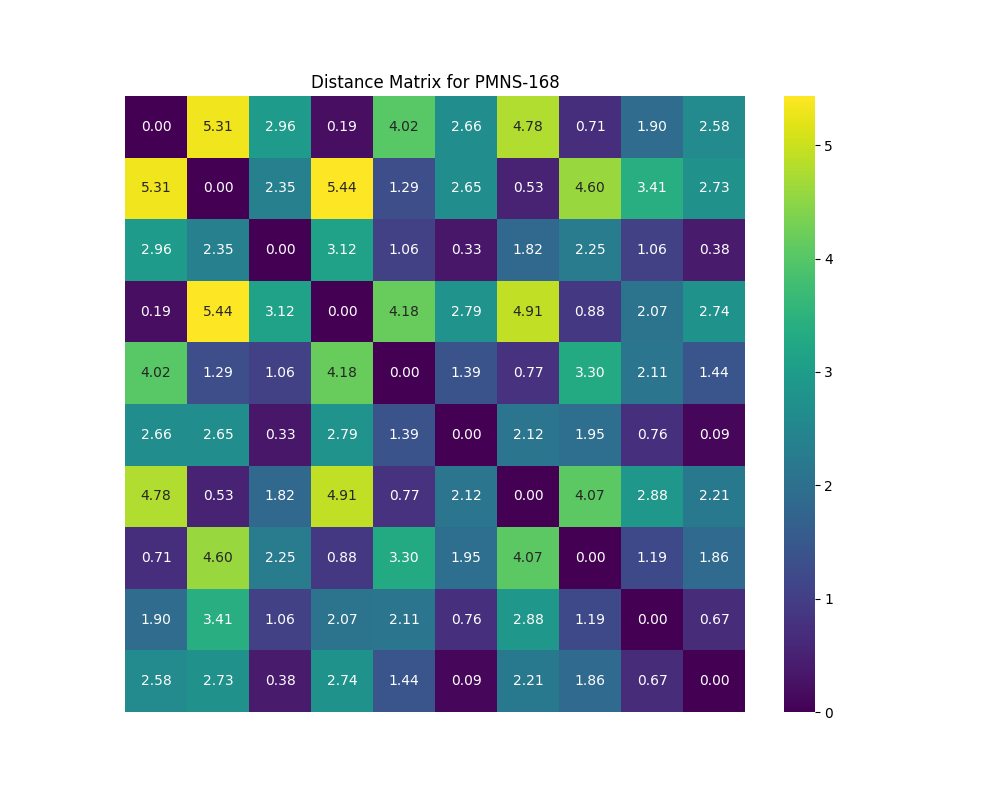 Distance Matrix for PMNS-168
0.00 5.31 2.96 0.19 4.02 2.66 4.78 0.71 1.90 2.58
5.31 0.00 2.35 5.44 1.29 2.65 0.53 4.60 3.41 2.73
2.96 2.35 0.00 3.12 1.06 0.33 1.82 2.25 1.06 0.38
0.19 5.44 3.12 0.00 4.18 2.79 4.91 0.88 2.07 2.74
4.02 1.29 1.06 4.18 0.00 1.39 0.77 3.30 2.11 1.44
2.66 2.65 0.33 2.79 1.39 0.00 2.12 1.95 0.76 0.09
4.78 0.53 1.82 4.91 0.77 2.12 0.00 4.07 2.88 2.21
0.71 4.60 2.25 0.88 3.30 1.95 4.07 0.00 1.19 1.86
1.90 3.41 1.06 2.07 2.11 0.76 2.88 1.19 0.00 0.67
2.58 2.73 0.38 2.74 1.44 0.09 2.21 1.86 0.67 0.00
5
4
3
2
1
0